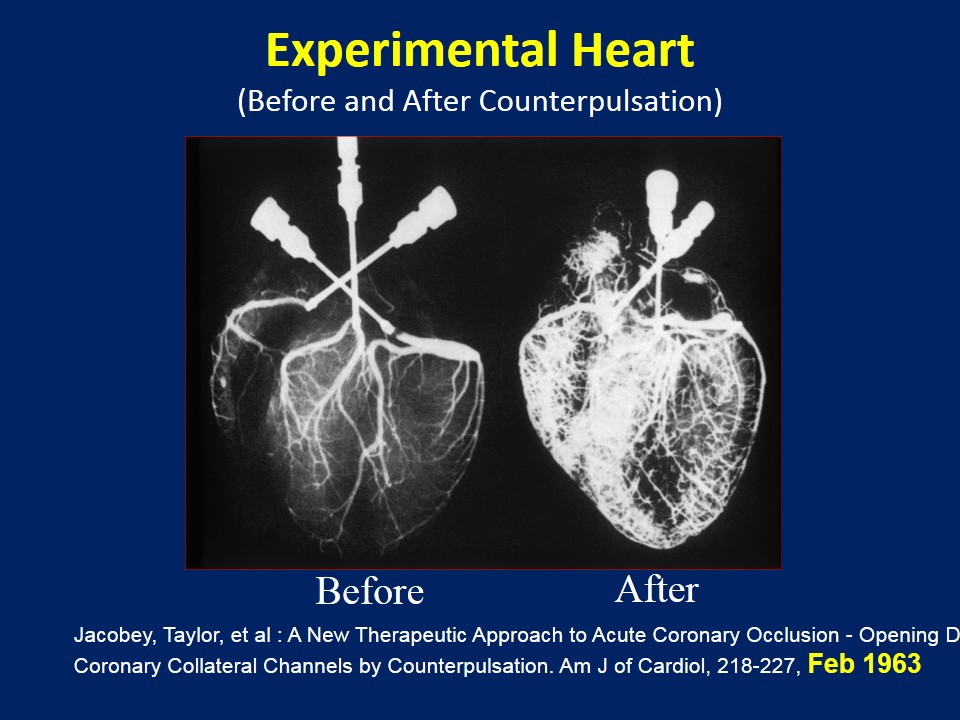 Experimental Heart
(Before and After Counterpulsation)
Before
After
Jacobey, Taylor, et al : A New Therapeutic Approach to Acute Coronary Occlusion - Opening D
Coronary Collateral Channels by Counterpulsation. Am J of Cardiol, 218-227, Feb 1963